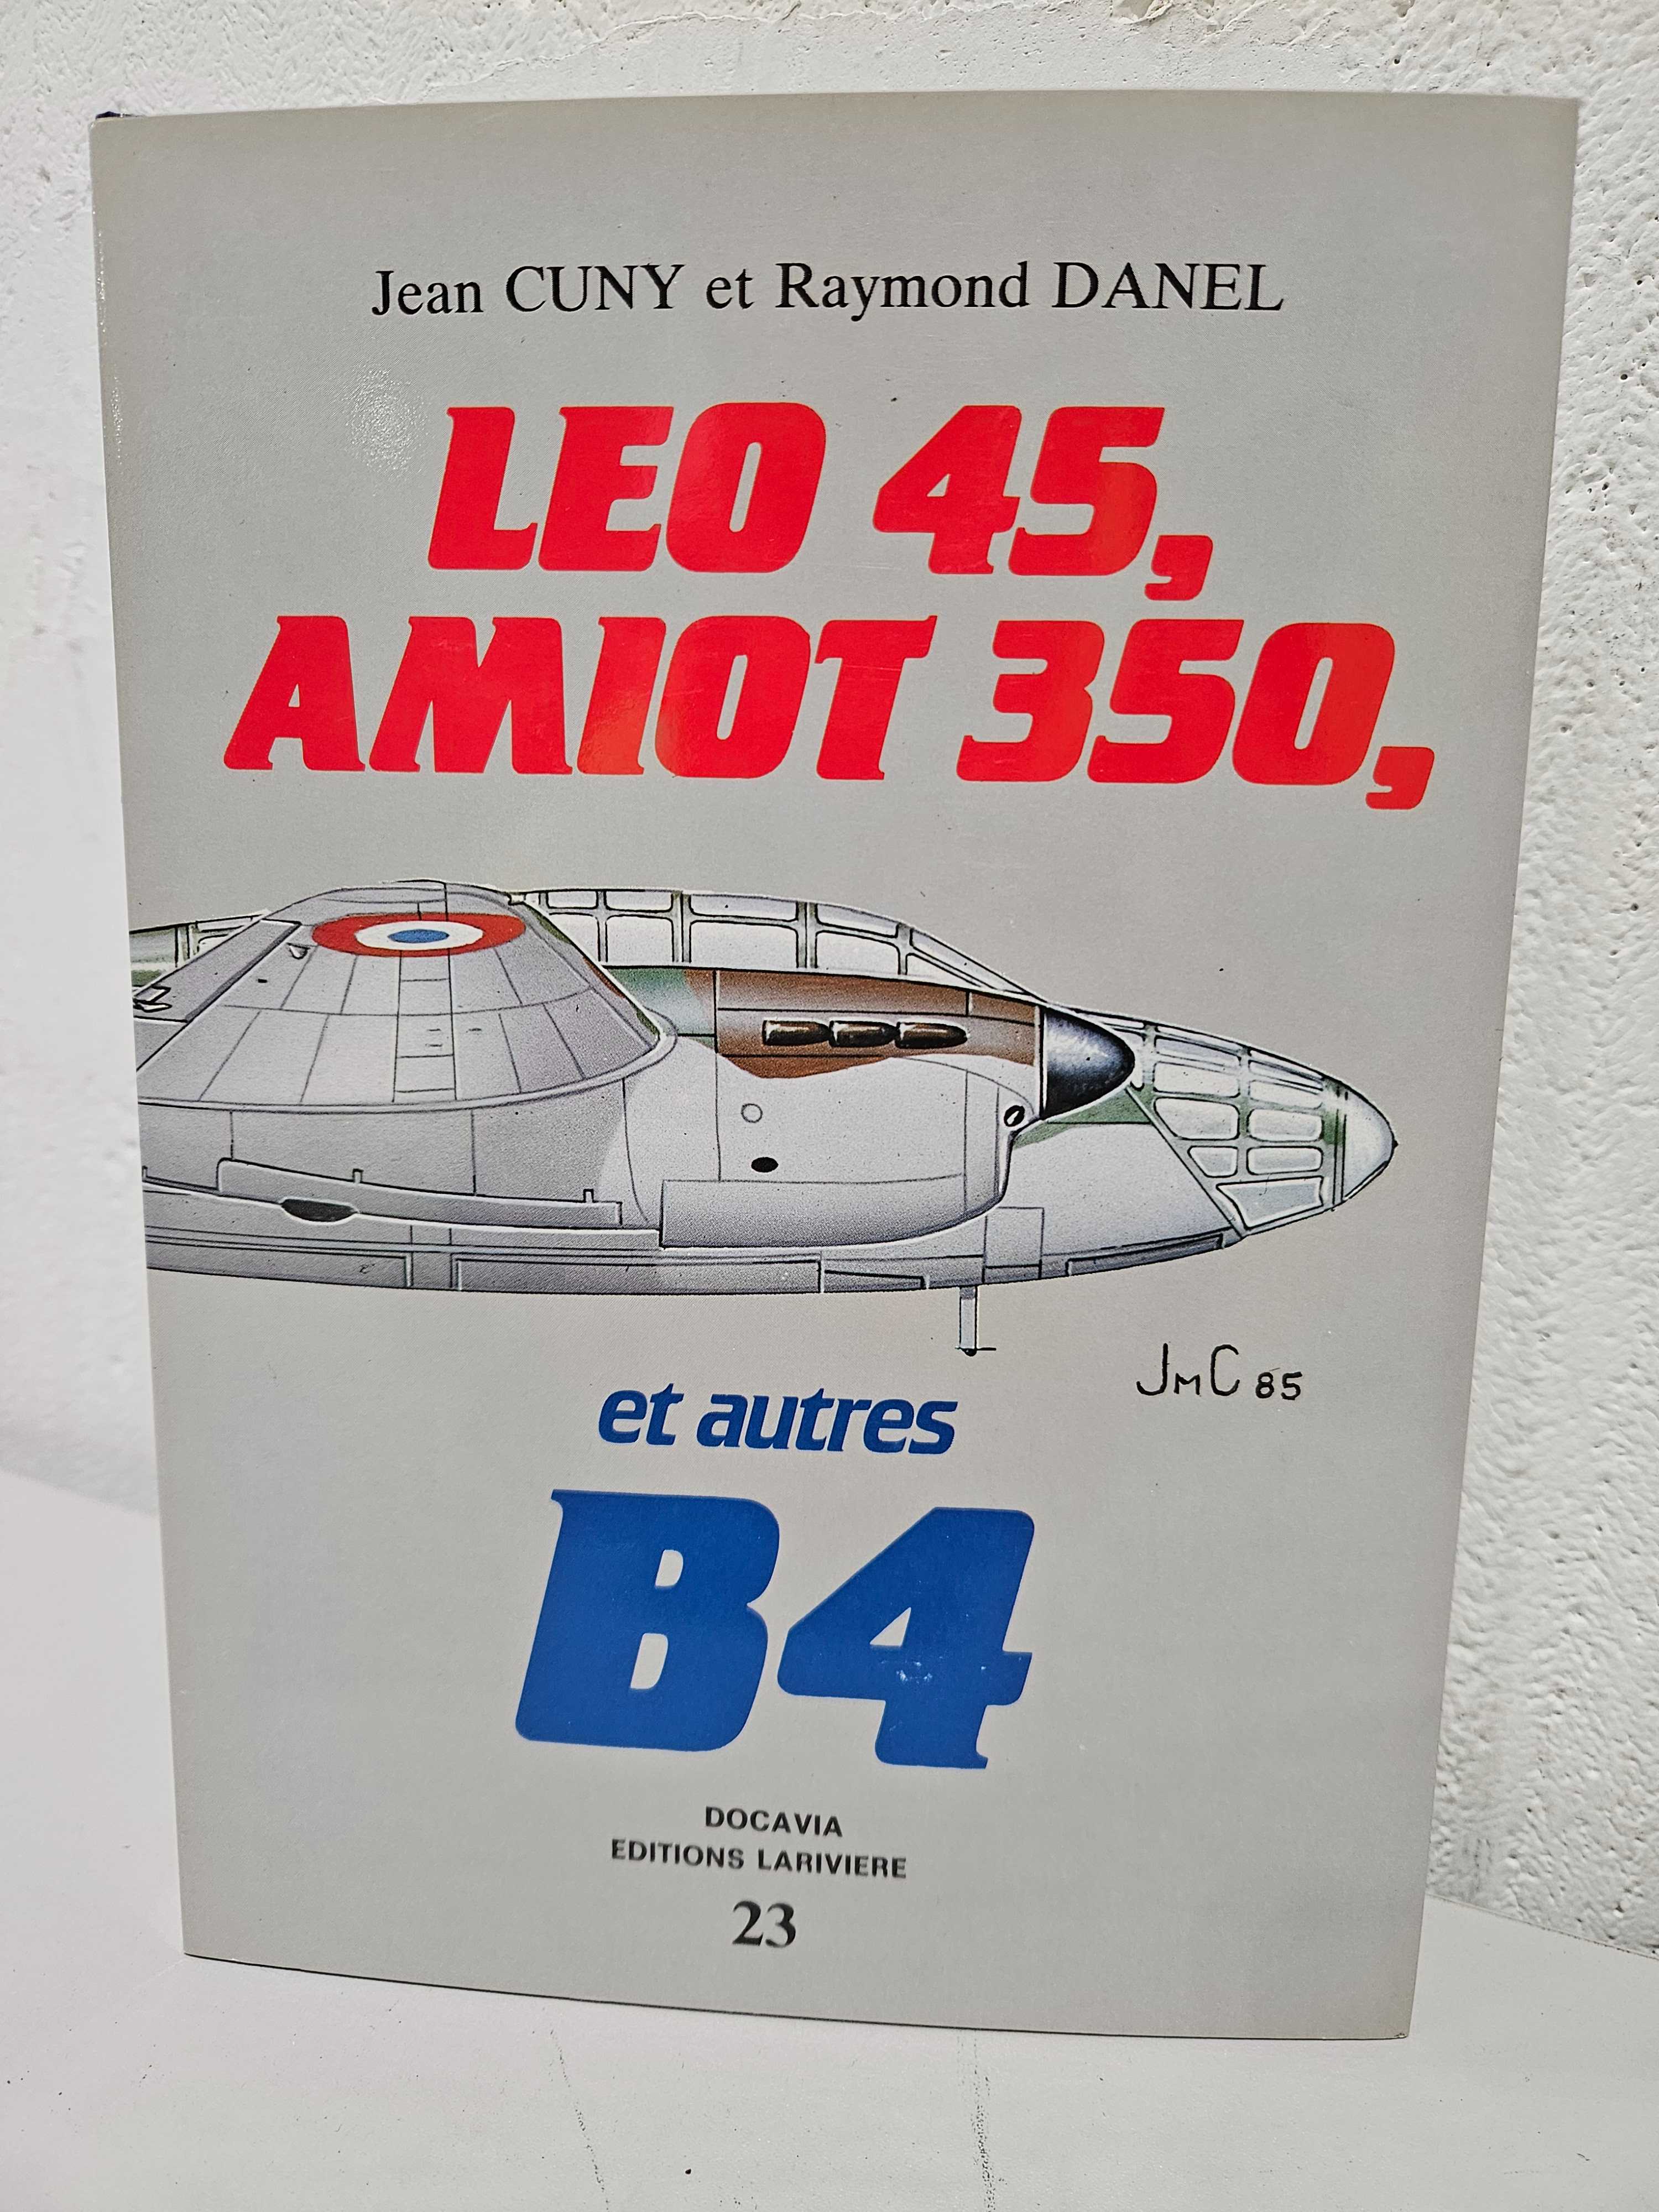 Jean CUNY et Raymond DANEL
LEO 45,
AMIOT 350,
JMC 85
et autres
B4
DOCAVIA
EDITIONS LARIVIERE
23